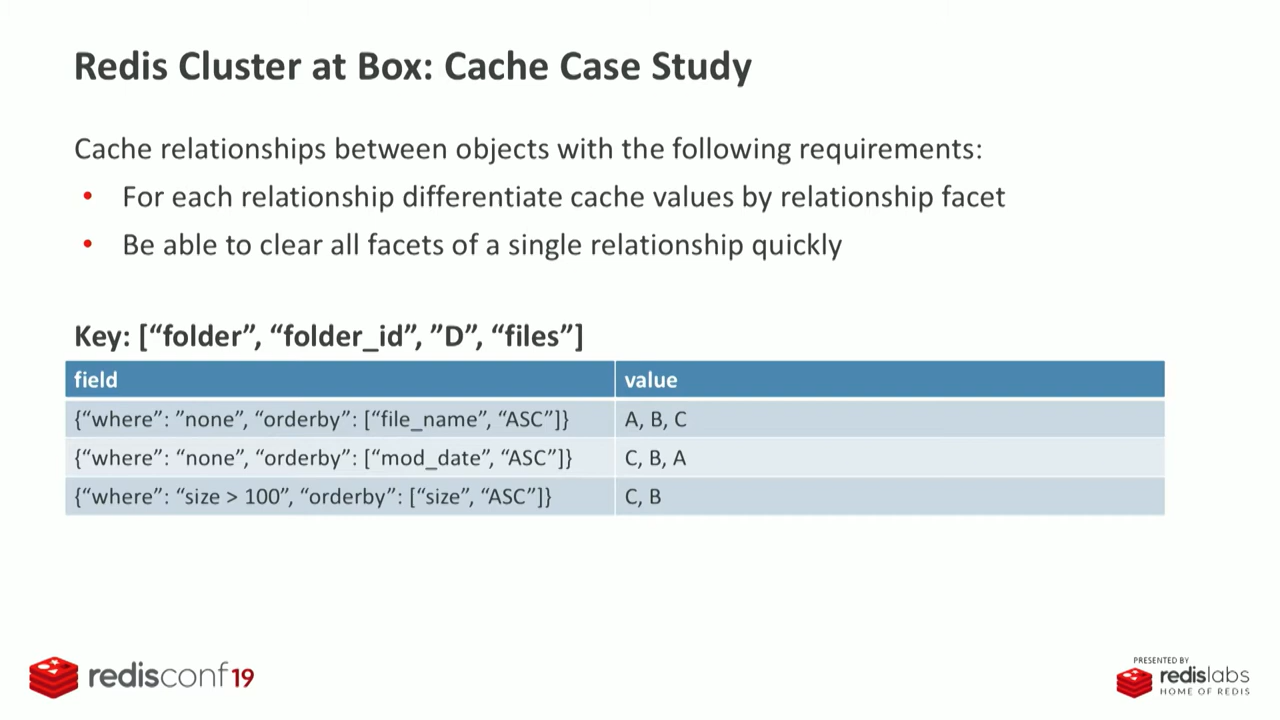 Redis Cluster at Box: Cache Case Study
Cache relationships between objects with the following requirements:
• For each relationship differentiate cache values by relationship facet
• Be able to clear all facets of a single relationship quickly
Key: [“folder”, “folder_id”, ”D”, “files”]
field value
{“where”: ”none”, “orderby”: [“file_name”, “ASC”]} A, B, C
{“where”: “none”, “orderby”: [“mod_date”, “ASC”]} C, B, A
{“where”: “size > 100”, “orderby”: [“size”, “ASC”]} C, B
redisconf 19
PRESENTED BY
redislabs
HOME OF REDIS